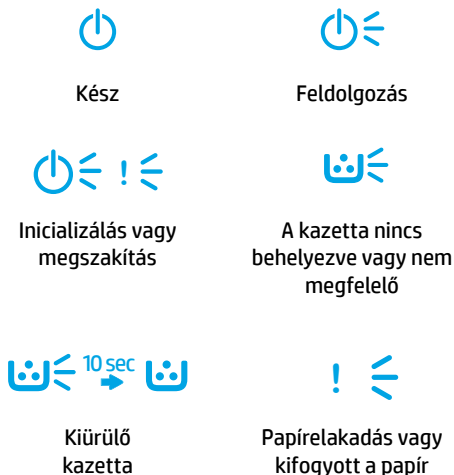 Kész
Feldolgozás
!
Inicializálás vagy
megszakítás
A kazetta nincs
behelyezve vagy nem
megfelelő
10 sec
Kiürülő
kazetta
!
Papírelakadás vagy
kifogyott a papír